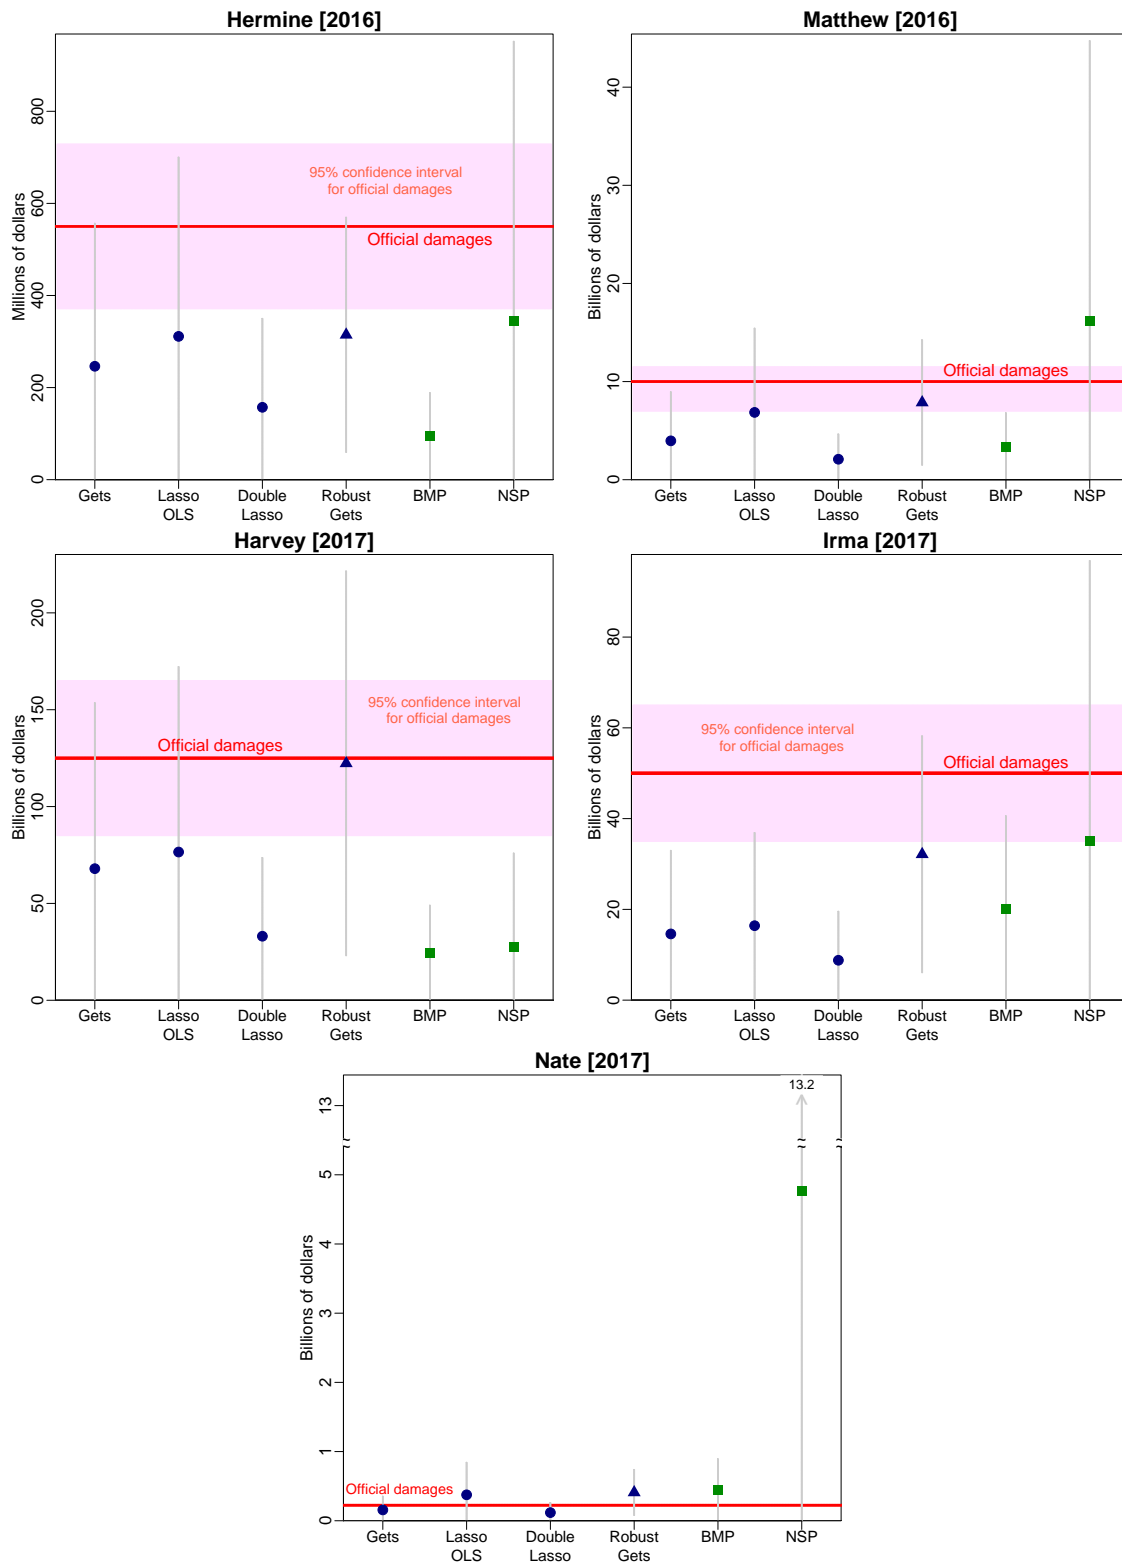 Hermine [2016]
Millions of dollars
800
600
400
200
0
95% confidence interval
for official damages
Official damages
Gets
Lasso
OLS
Double
Lasso
Robust
Gets
BMP
NSP
Matthew [2016]
Billions of dollars
40
30
20
10
0
Official damages
Gets
Lasso
OLS
Double
Lasso
Robust
Gets
BMP
NSP
Harvey [2017]
Billions of dollars
200
150
100
50
0
95% confidence interval
for official damages
Official damages
Gets
Lasso
OLS
Double
Lasso
Robust
Gets
BMP
NSP
Irma [2017]
Billions of dollars
80
60
40
20
0
95% confidence interval
for official damages
Official damages
Gets
Lasso
OLS
Double
Lasso
Robust
Gets
BMP
NSP
Nate [2017]
Billions of dollars
13
5
4
3
2
1
0
13.2
Official damages
Gets
Lasso
OLS
Double
Lasso
Robust
Gets
BMP
NSP